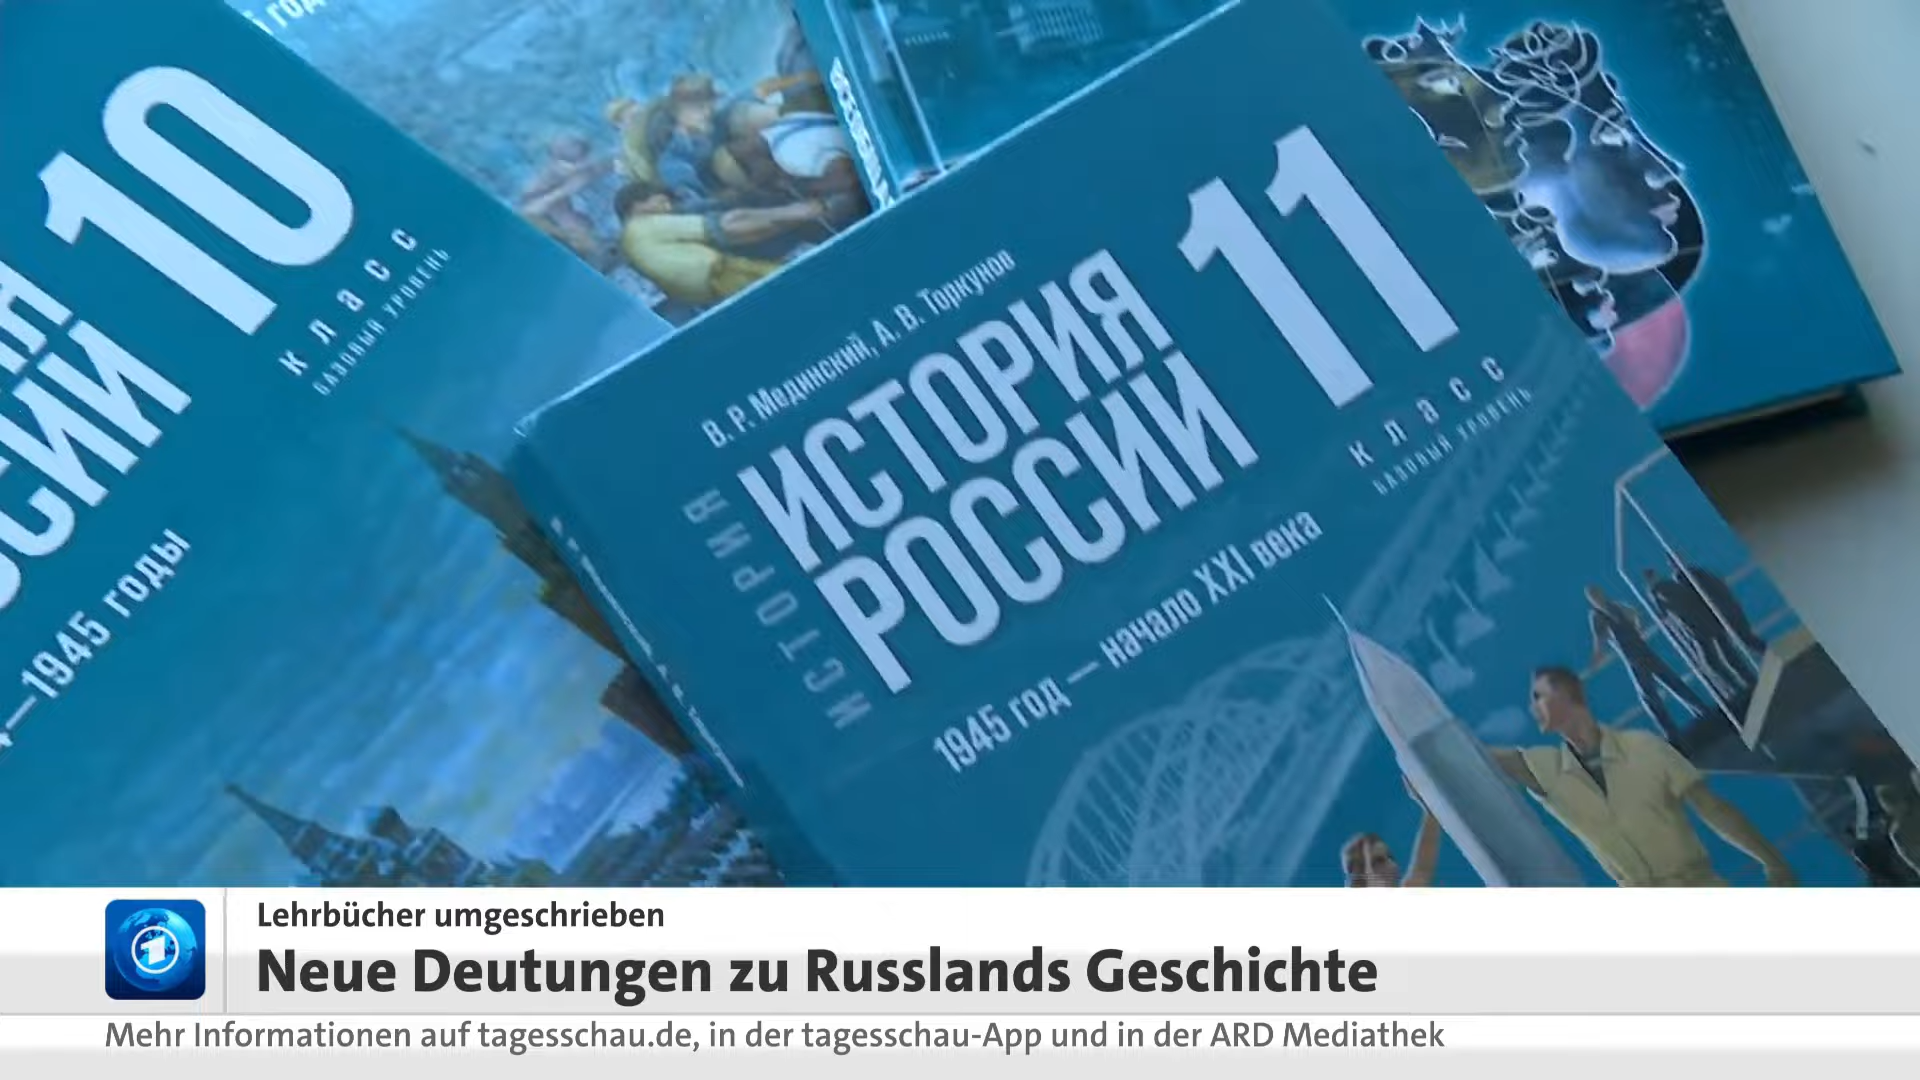 10
класс
базовый уровень
—1945 годы
В. Р. Мединский, А. В. Торкунов
ИСТОРИЯ
ИСТОРИЯ
РОССИИ
11
класс
базовый уровень
1945 год — начало XXI века
1
Lehrbücher umgeschrieben
Neue Deutungen zu Russlands Geschichte
Mehr Informationen auf tagesschau.de, in der tagesschau-App und in der ARD Mediathek